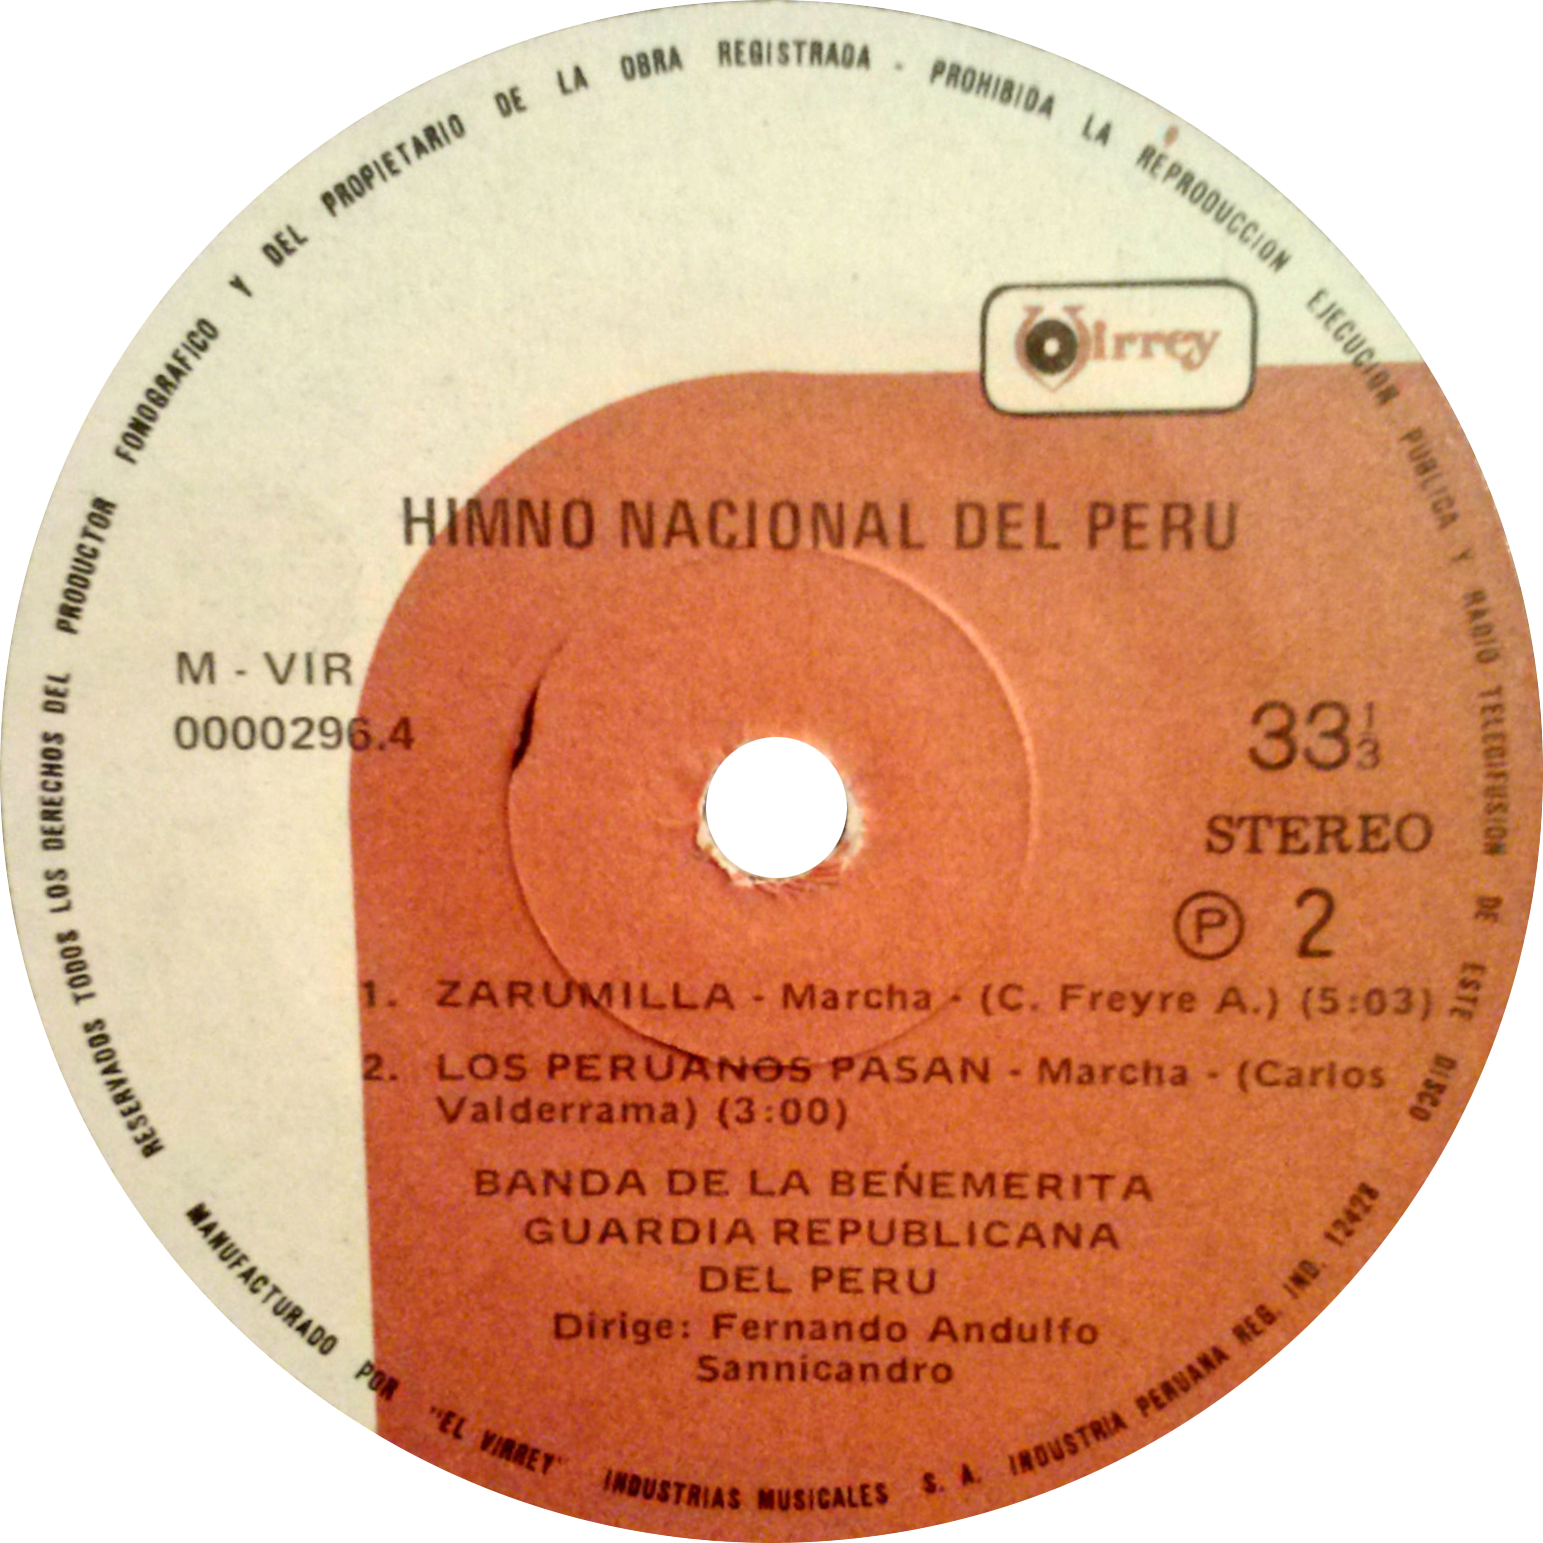 RESERVADOS TODOS LOS DERECHOS DEL PRODUCTOR FONOGRAFICO Y DEL PROPIETARIO DE LA OBRA REGISTRADA - PROHIBIDA LA REPRODUCCION EJECUCION PUBLICA Y RADIO TELEDIFUSION DE ESTE DISCO
Virrey
HIMNO NACIONAL DEL PERU
M - VIR
0000296.4
33 1/3
STEREO
Ⓟ 2
1. ZARUMILLA - Marcha - (C. Freyre A.) (5:03)
2. LOS PERUANOS PASAN - Marcha - (Carlos
Valderrama) (3:00)
BANDA DE LA BEŃEMERITA
GUARDIA REPUBLICANA
DEL PERU
Dirige: Fernando Andulfo
Sannicandro
MANUFACTURADO POR "EL VIRREY" INDUSTRIAS MUSICALES S. A. INDUSTRIA PERUANA REG. IND. 12428